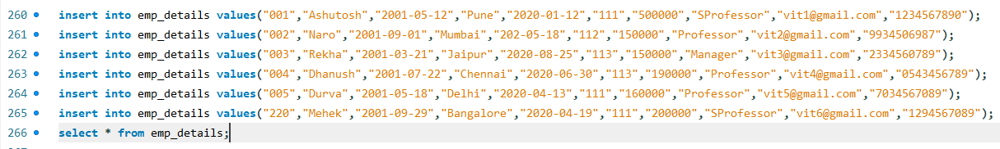 260 insert into emp_details values("001","Ashutosh","2001-05-12","Pune","2020-01-12","111","500000","SProfessor","vit1@gmail.com","1234567890");
261 insert into emp_details values("002","Naro","2001-09-01","Mumbai","202-05-18","112","150000","Professor","vit2@gmail.com","9934506987");
262 insert into emp_details values("003","Rekha","2001-03-21","Jaipur","2020-08-25","113","150000","Manager","vit3@gmail.com","2334560789");
263 insert into emp_details values("004","Dhanush","2001-07-22","Chennai","2020-06-30","113","190000","Professor","vit4@gmail.com","0543456789");
264 insert into emp_details values("005","Durva","2001-05-18","Delhi","2020-04-13","111","160000","Professor","vit5@gmail.com","7034567089");
265 insert into emp_details values("220","Mehek","2001-09-29","Bangalore","2020-04-19","111","200000","SProfessor","vit6@gmail.com","1294567089");
266 select * from emp_details;